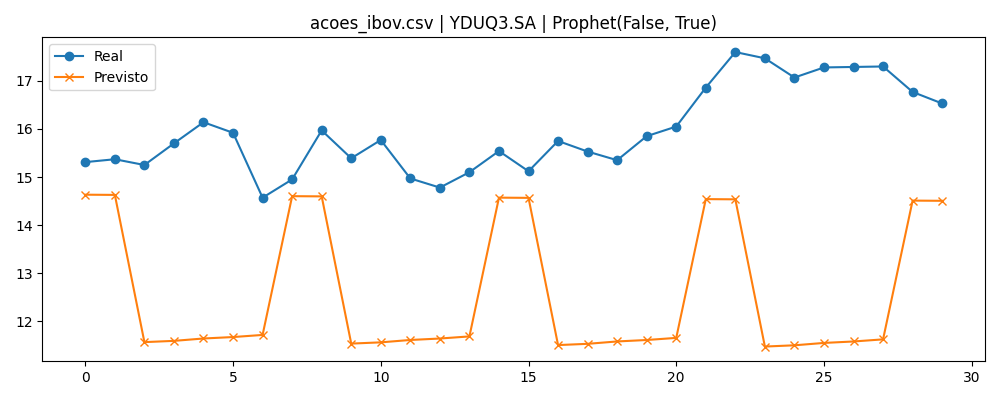 acoes_ibov.csv | YDUQ3.SA | Prophet(False, True)
Real
Previsto
17
16
15
14
13
12
0 5 10 15 20 25 30